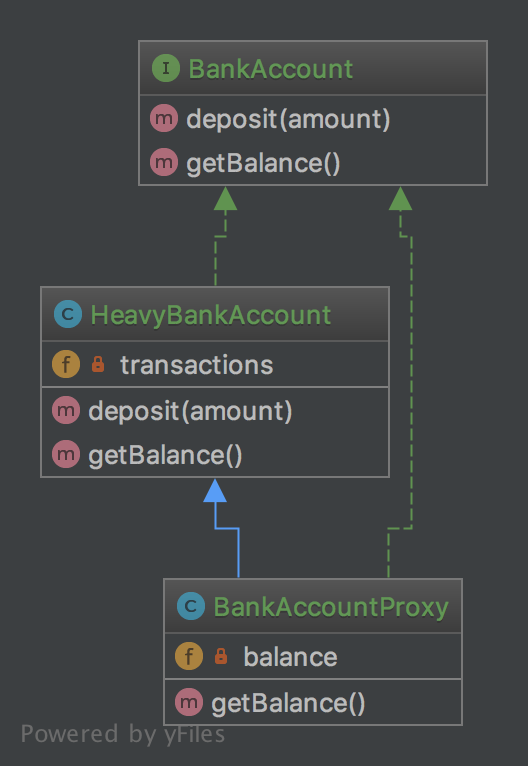 I BankAccount
m deposit(amount)
m getBalance()
C HeavyBankAccount
f transactions
m deposit(amount)
m getBalance()
C BankAccountProxy
f balance
m getBalance()
Powered by yFiles